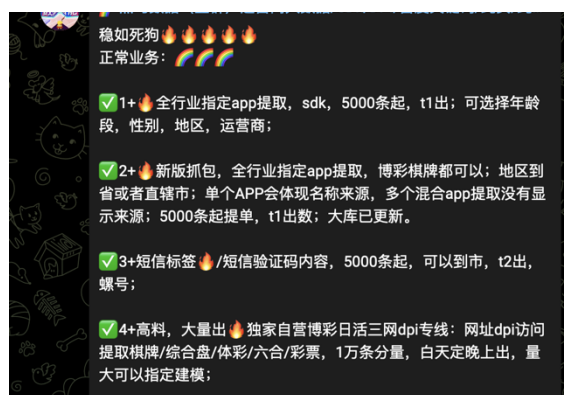 稳如死狗🔥🔥🔥🔥🔥
正常业务：🌈🌈🌈
✅1+🔥全行业指定app提取，sdk，5000条起，t1出；可选择年龄
段，性别，地区，运营商；
✅2+🔥新版抓包，全行业指定app提取，博彩棋牌都可以；地区到
省或者直辖市；单个APP会体现名称来源，多个混合app提取没有显
示来源；5000条起提单，t1出数；大库已更新。
✅3+短信标签🔥/短信验证码内容，5000条起，可以到市，t2出，
螺号；
✅4+高料，大量出🔥独家自营博彩日活三网dpi专线：网址dpi访问
提取棋牌/综合盘/体彩/六合/彩票，1万条分量，白天定晚上出，量
大可以指定建模；